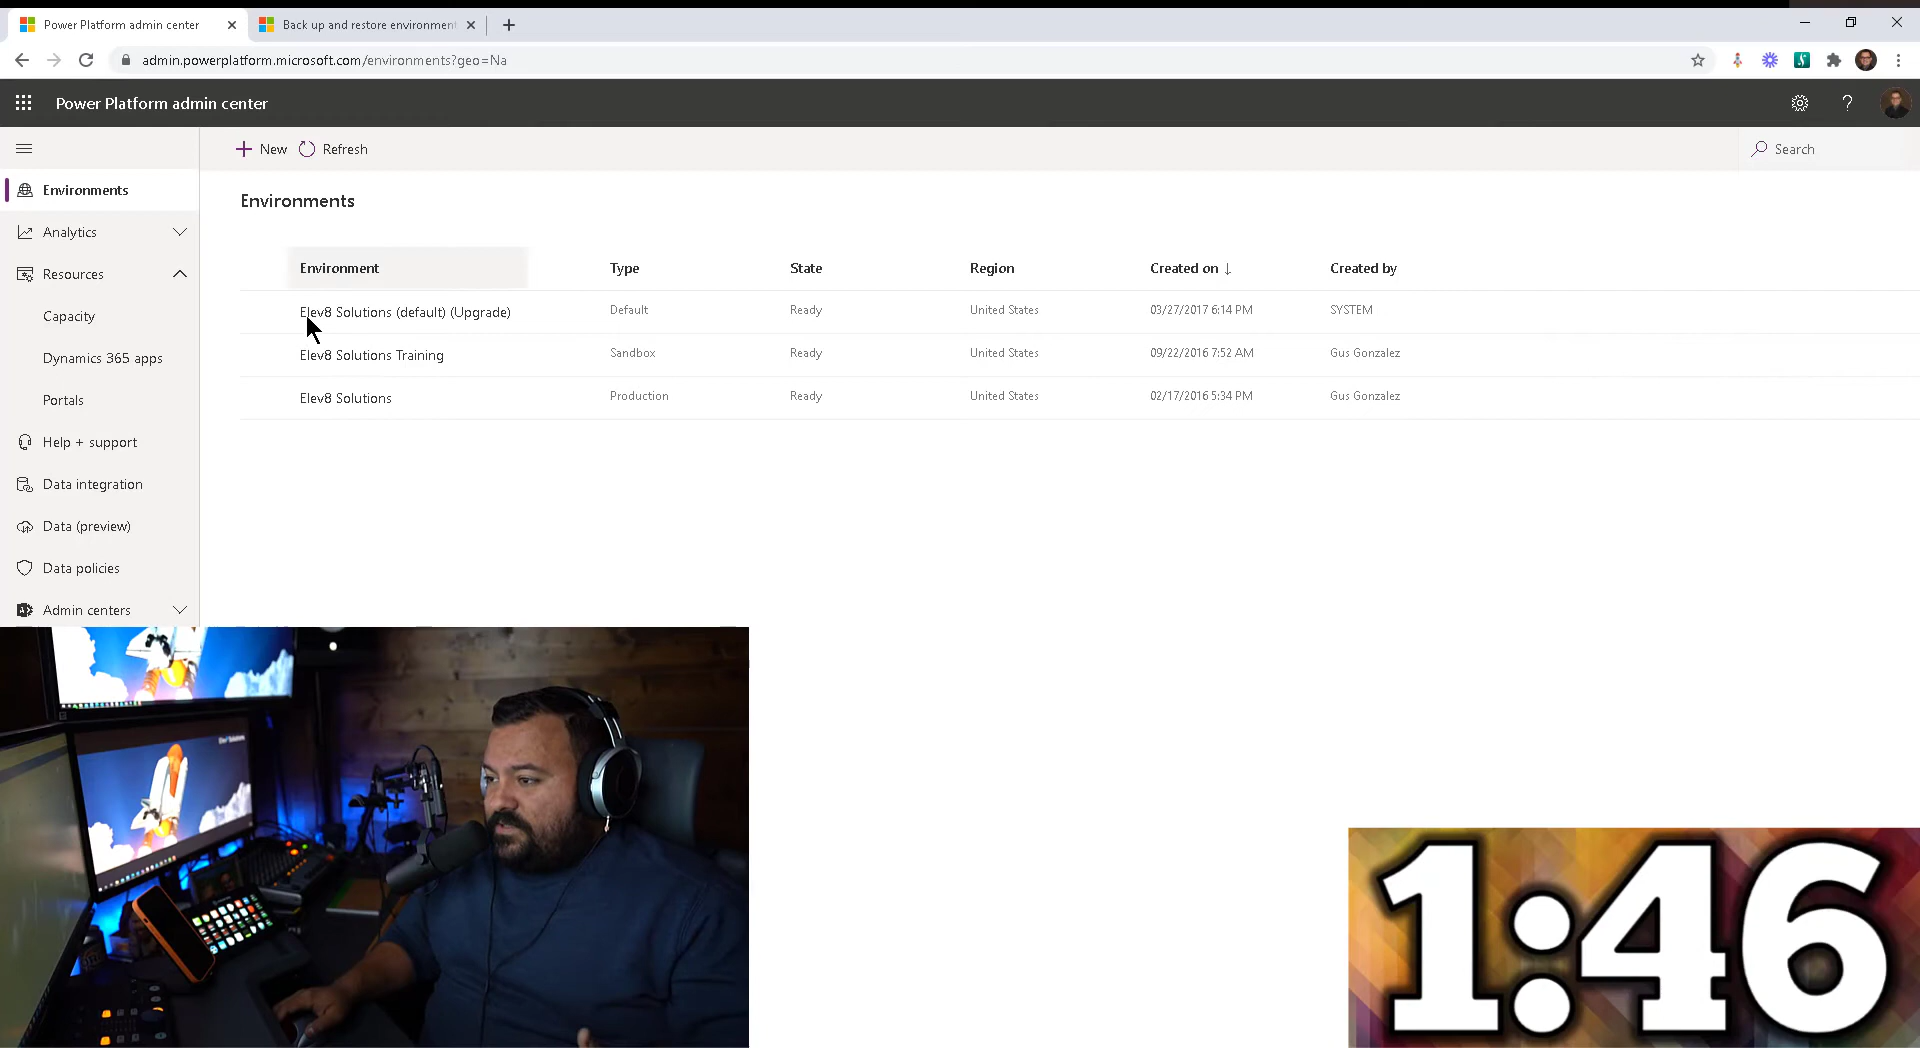 Power Platform admin center
Back up and restore environment
admin.powerplatform.microsoft.com/environments?geo=Na
Power Platform admin center
?
New
Refresh
Search
Environments
Analytics
Resources
Capacity
Dynamics 365 apps
Portals
Help + support
Data integration
Data (preview)
Data policies
Admin centers
Environments
Environment Type State Region Created on ↓ Created by
Elev8 Solutions (default) (Upgrade) Default Ready United States 03/27/2017 6:14 PM SYSTEM
Elev8 Solutions Training Sandbox Ready United States 09/22/2016 7:52 AM Gus Gonzalez
Elev8 Solutions Production Ready United States 02/17/2016 5:34 PM Gus Gonzalez
1:46